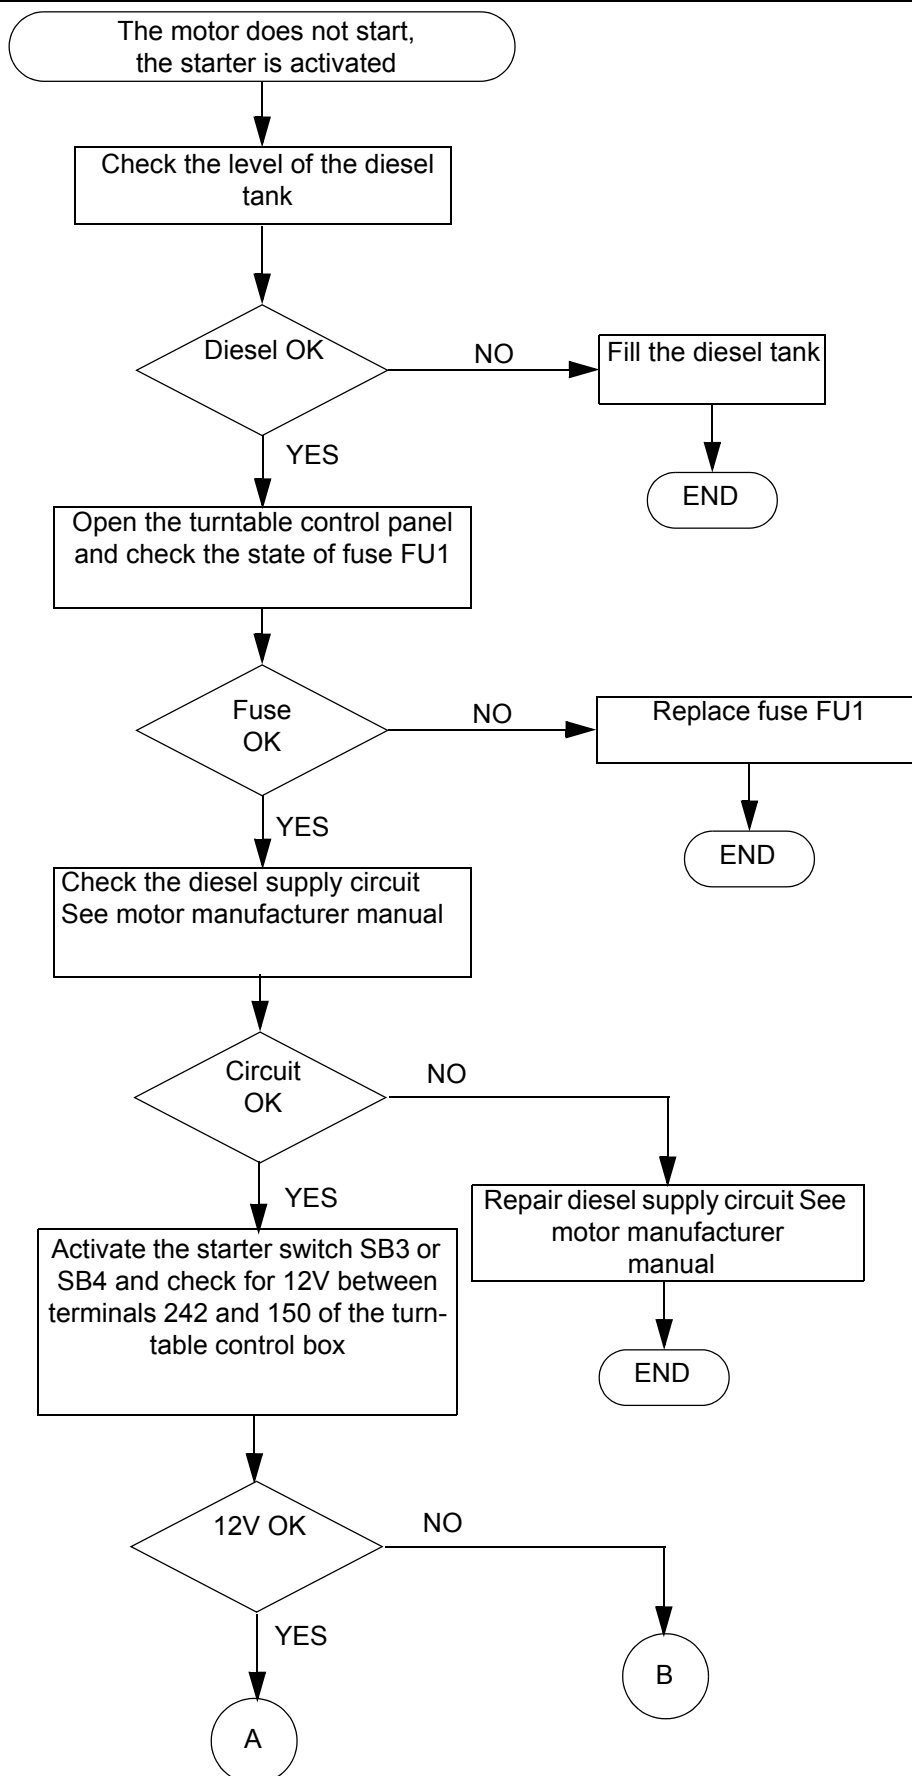 The motor does not start,
the starter is activated
Check the level of the diesel
tank
Diesel OK
NO
Fill the diesel tank
YES
END
Open the turntable control panel
and check the state of fuse FU1
Fuse
OK
NO
Replace fuse FU1
YES
END
Check the diesel supply circuit
See motor manufacturer manual
Circuit
OK
NO
YES
Repair diesel supply circuit See
motor manufacturer
manual
Activate the starter switch SB3 or
SB4 and check for 12V between
terminals 242 and 150 of the turn-
table control box
END
12V OK
NO
YES
B
A